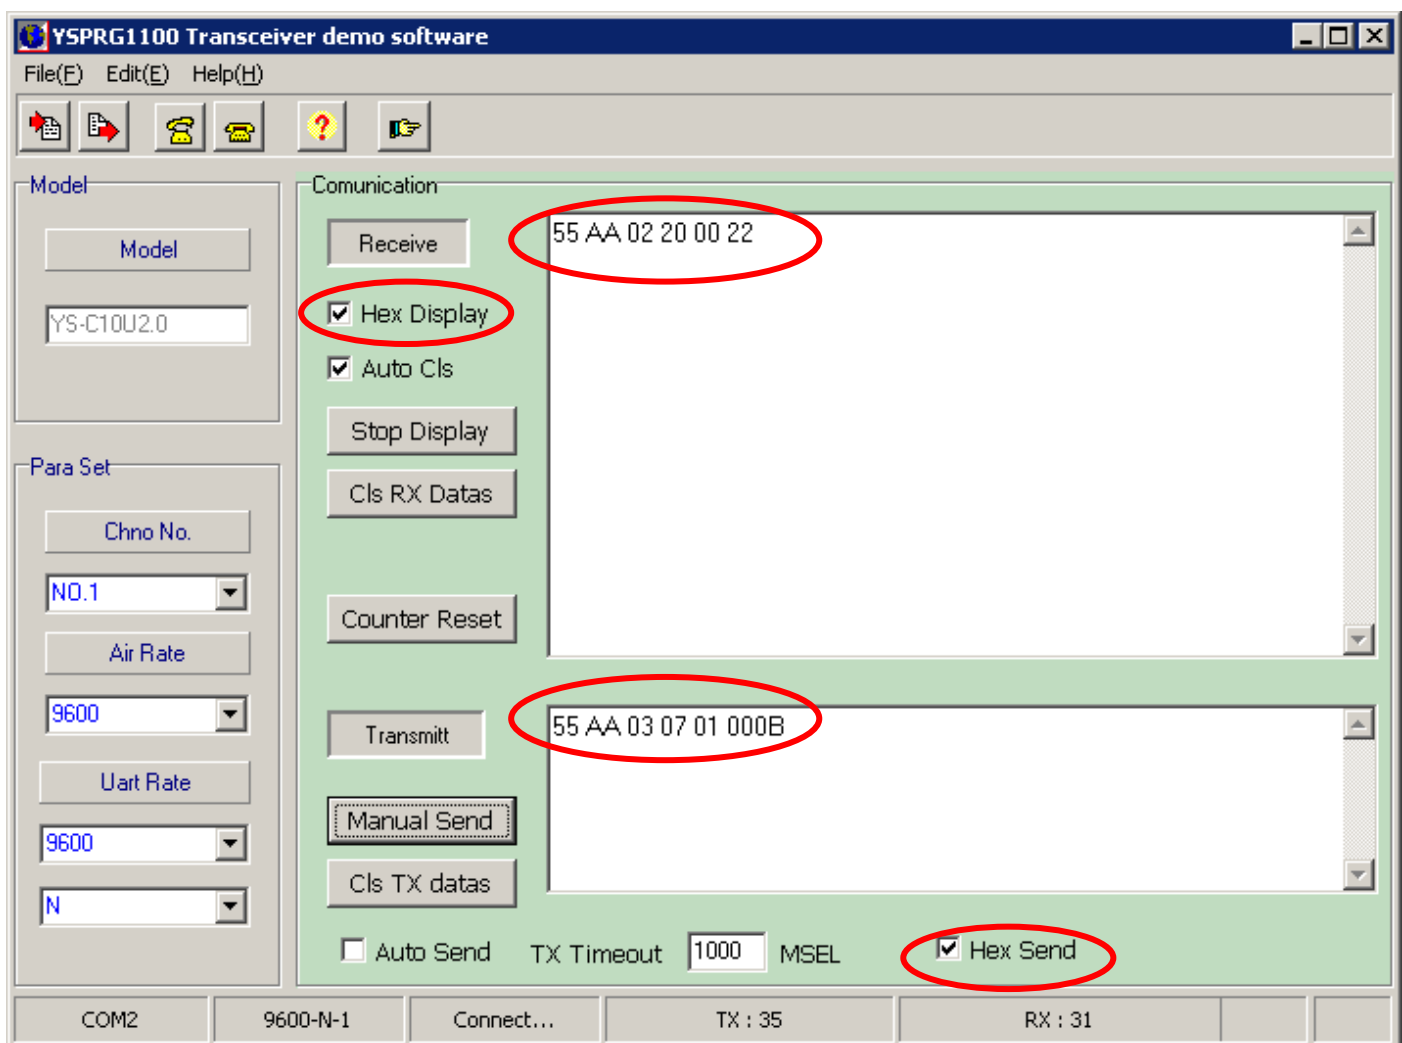 YSPRG1100 Transceiver demo software
File(F) Edit(E) Help(H)
Model
Model
YS-C10U2.0
Para Set
Chno No.
NO.1
Air Rate
9600
Uart Rate
9600
N
Comunication
Receive
55 AA 02 20 00 22
Hex Display
Auto Cls
Stop Display
Cls RX Datas
Counter Reset
Transmitt
55 AA 03 07 01 000B
Manual Send
Cls TX datas
Auto Send TX Timeout 1000 MSEL Hex Send
COM2 9600-N-1 Connect... TX : 35 RX : 31